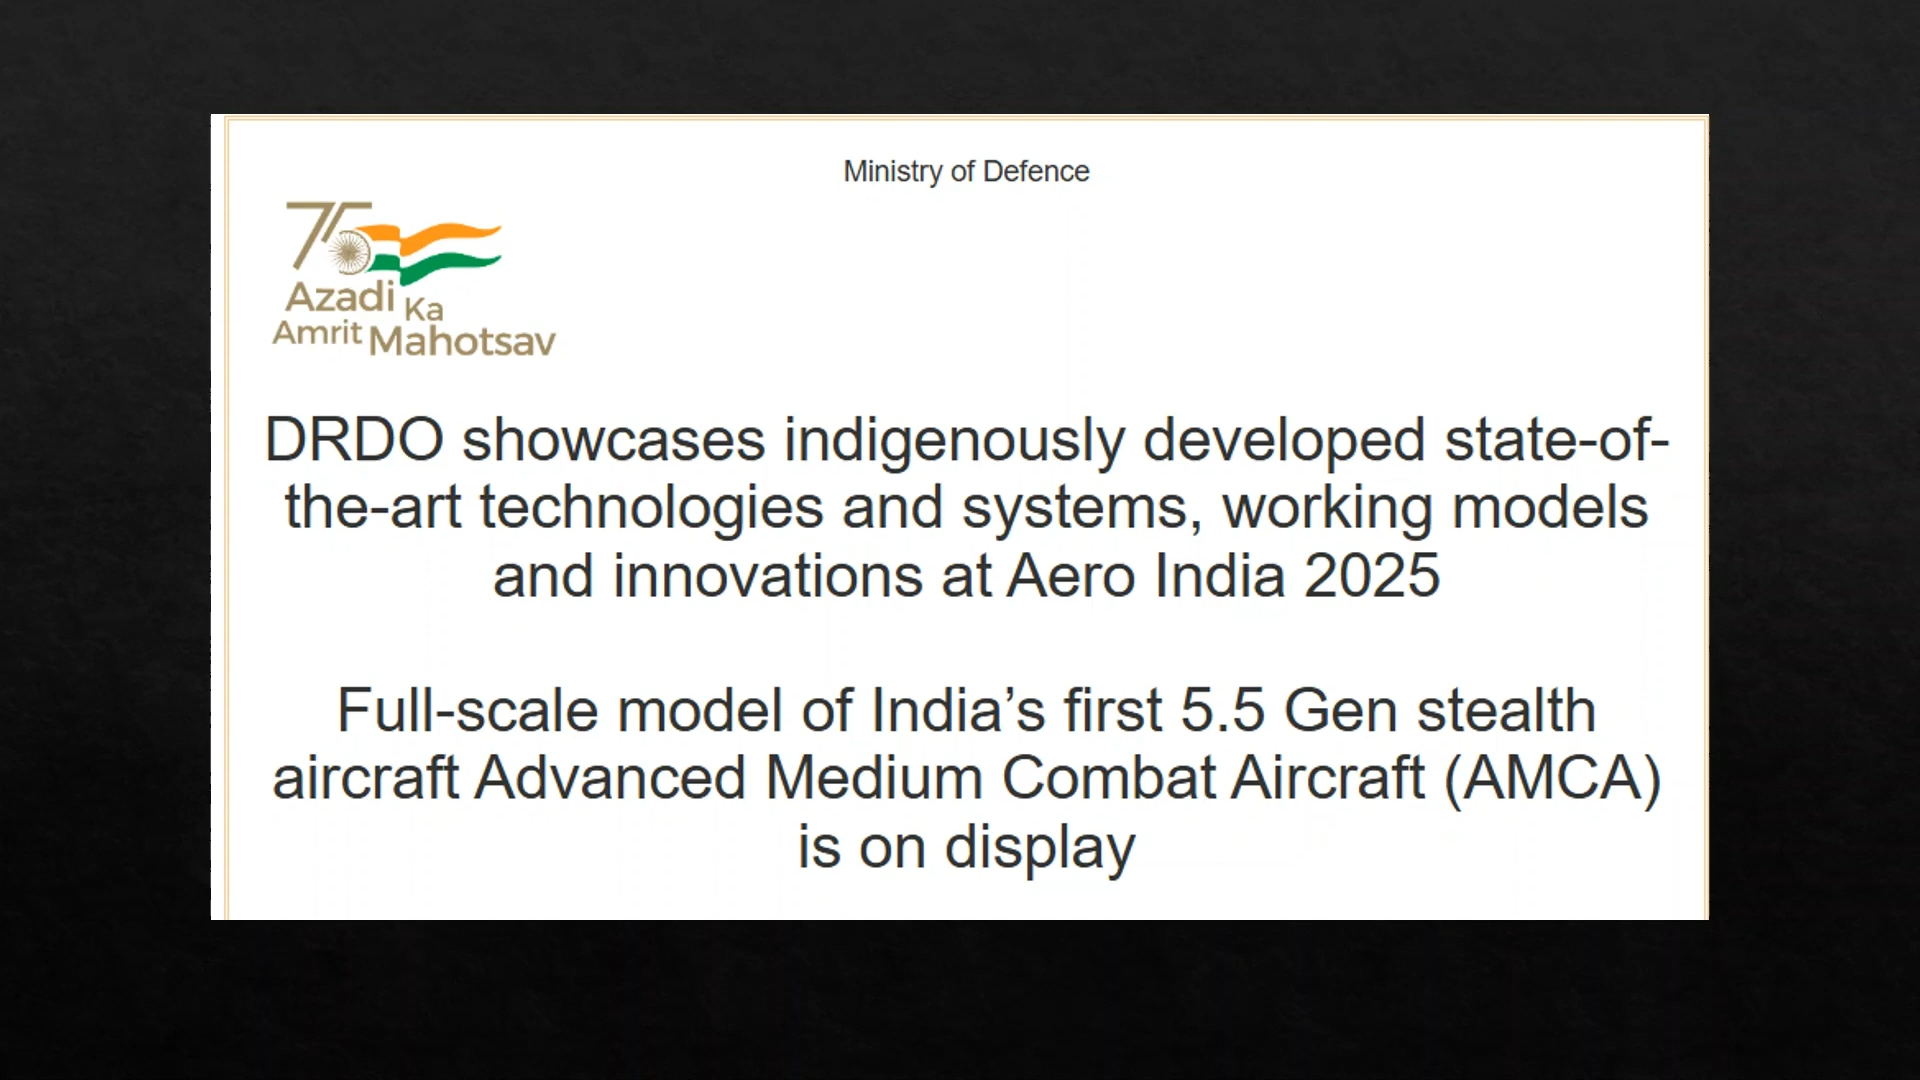 Ministry of Defence
75
Azadi Ka
Amrit Mahotsav
DRDO showcases indigenously developed state-of-
the-art technologies and systems, working models
and innovations at Aero India 2025
Full-scale model of India’s first 5.5 Gen stealth
aircraft Advanced Medium Combat Aircraft (AMCA)
is on display